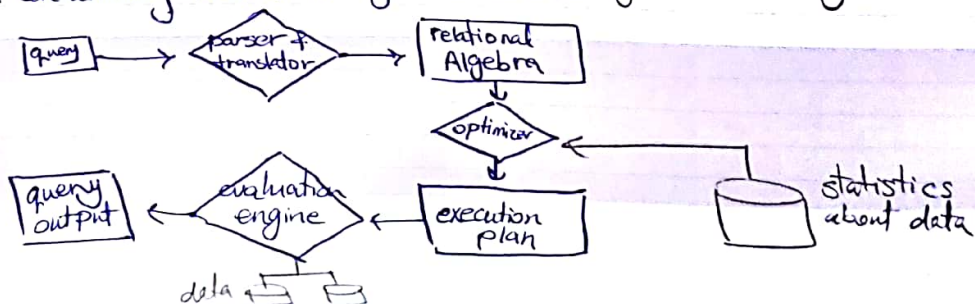 query
parser &
translator
relational
Algebra
optimizer
statistics
about data
execution
plan
evaluation
engine
query
output
data